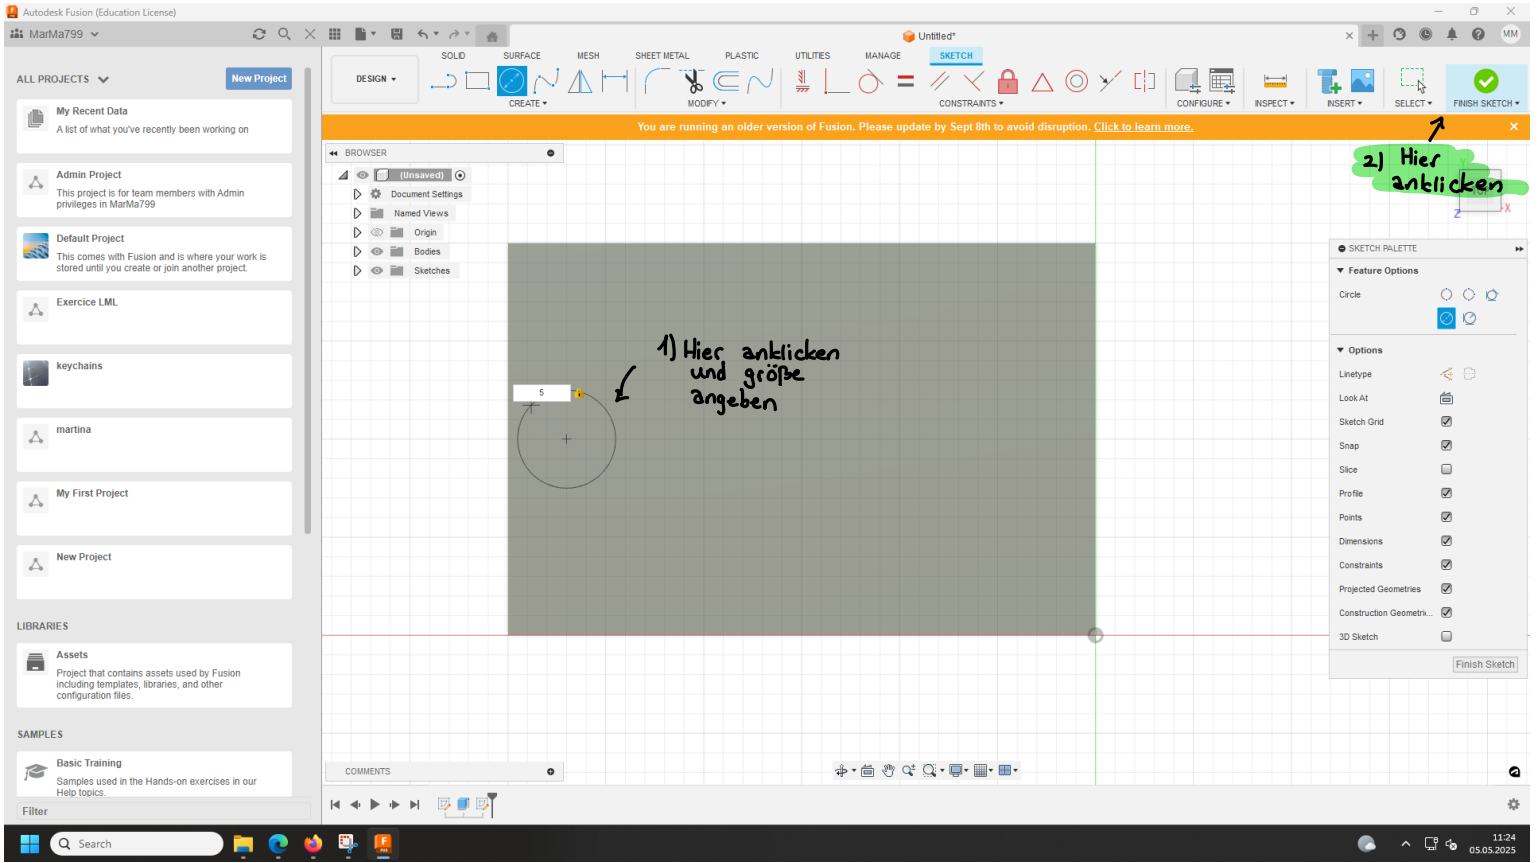 Autodesk Fusion (Education License)
MarMa799
Untitled*
MM
ALL PROJECTS
New Project
My Recent Data
A list of what you've recently been working on
Admin Project
This project is for team members with Admin
privileges in MarMa799
Default Project
This comes with Fusion and is where your work is
stored until you create or join another project.
Exercice LML
keychains
martina
My First Project
New Project
LIBRARIES
Assets
Project that contains assets used by Fusion
including templates, libraries, and other
configuration files.
SAMPLES
Basic Training
Samples used in the Hands-on exercises in our
Help topics.
Filter
DESIGN
SOLID SURFACE MESH SHEET METAL PLASTIC UTILITIES MANAGE SKETCH
CREATE MODIFY CONSTRAINTS CONFIGURE INSPECT INSERT SELECT FINISH SKETCH
You are running an older version of Fusion. Please update by Sept 8th to avoid disruption. Click to learn more.
BROWSER
(Unsaved)
Document Settings
Named Views
Origin
Bodies
Sketches
2) Hier
anklicken
Y
TOP
Z
X
1) Hier anklicken
und größe
angeben
5
SKETCH PALETTE
Feature Options
Circle
Options
Linetype
Look At
Sketch Grid
Snap
Slice
Profile
Points
Dimensions
Constraints
Projected Geometries
Construction Geometri...
3D Sketch
Finish Sketch
COMMENTS
Search
11:24
05.05.2025